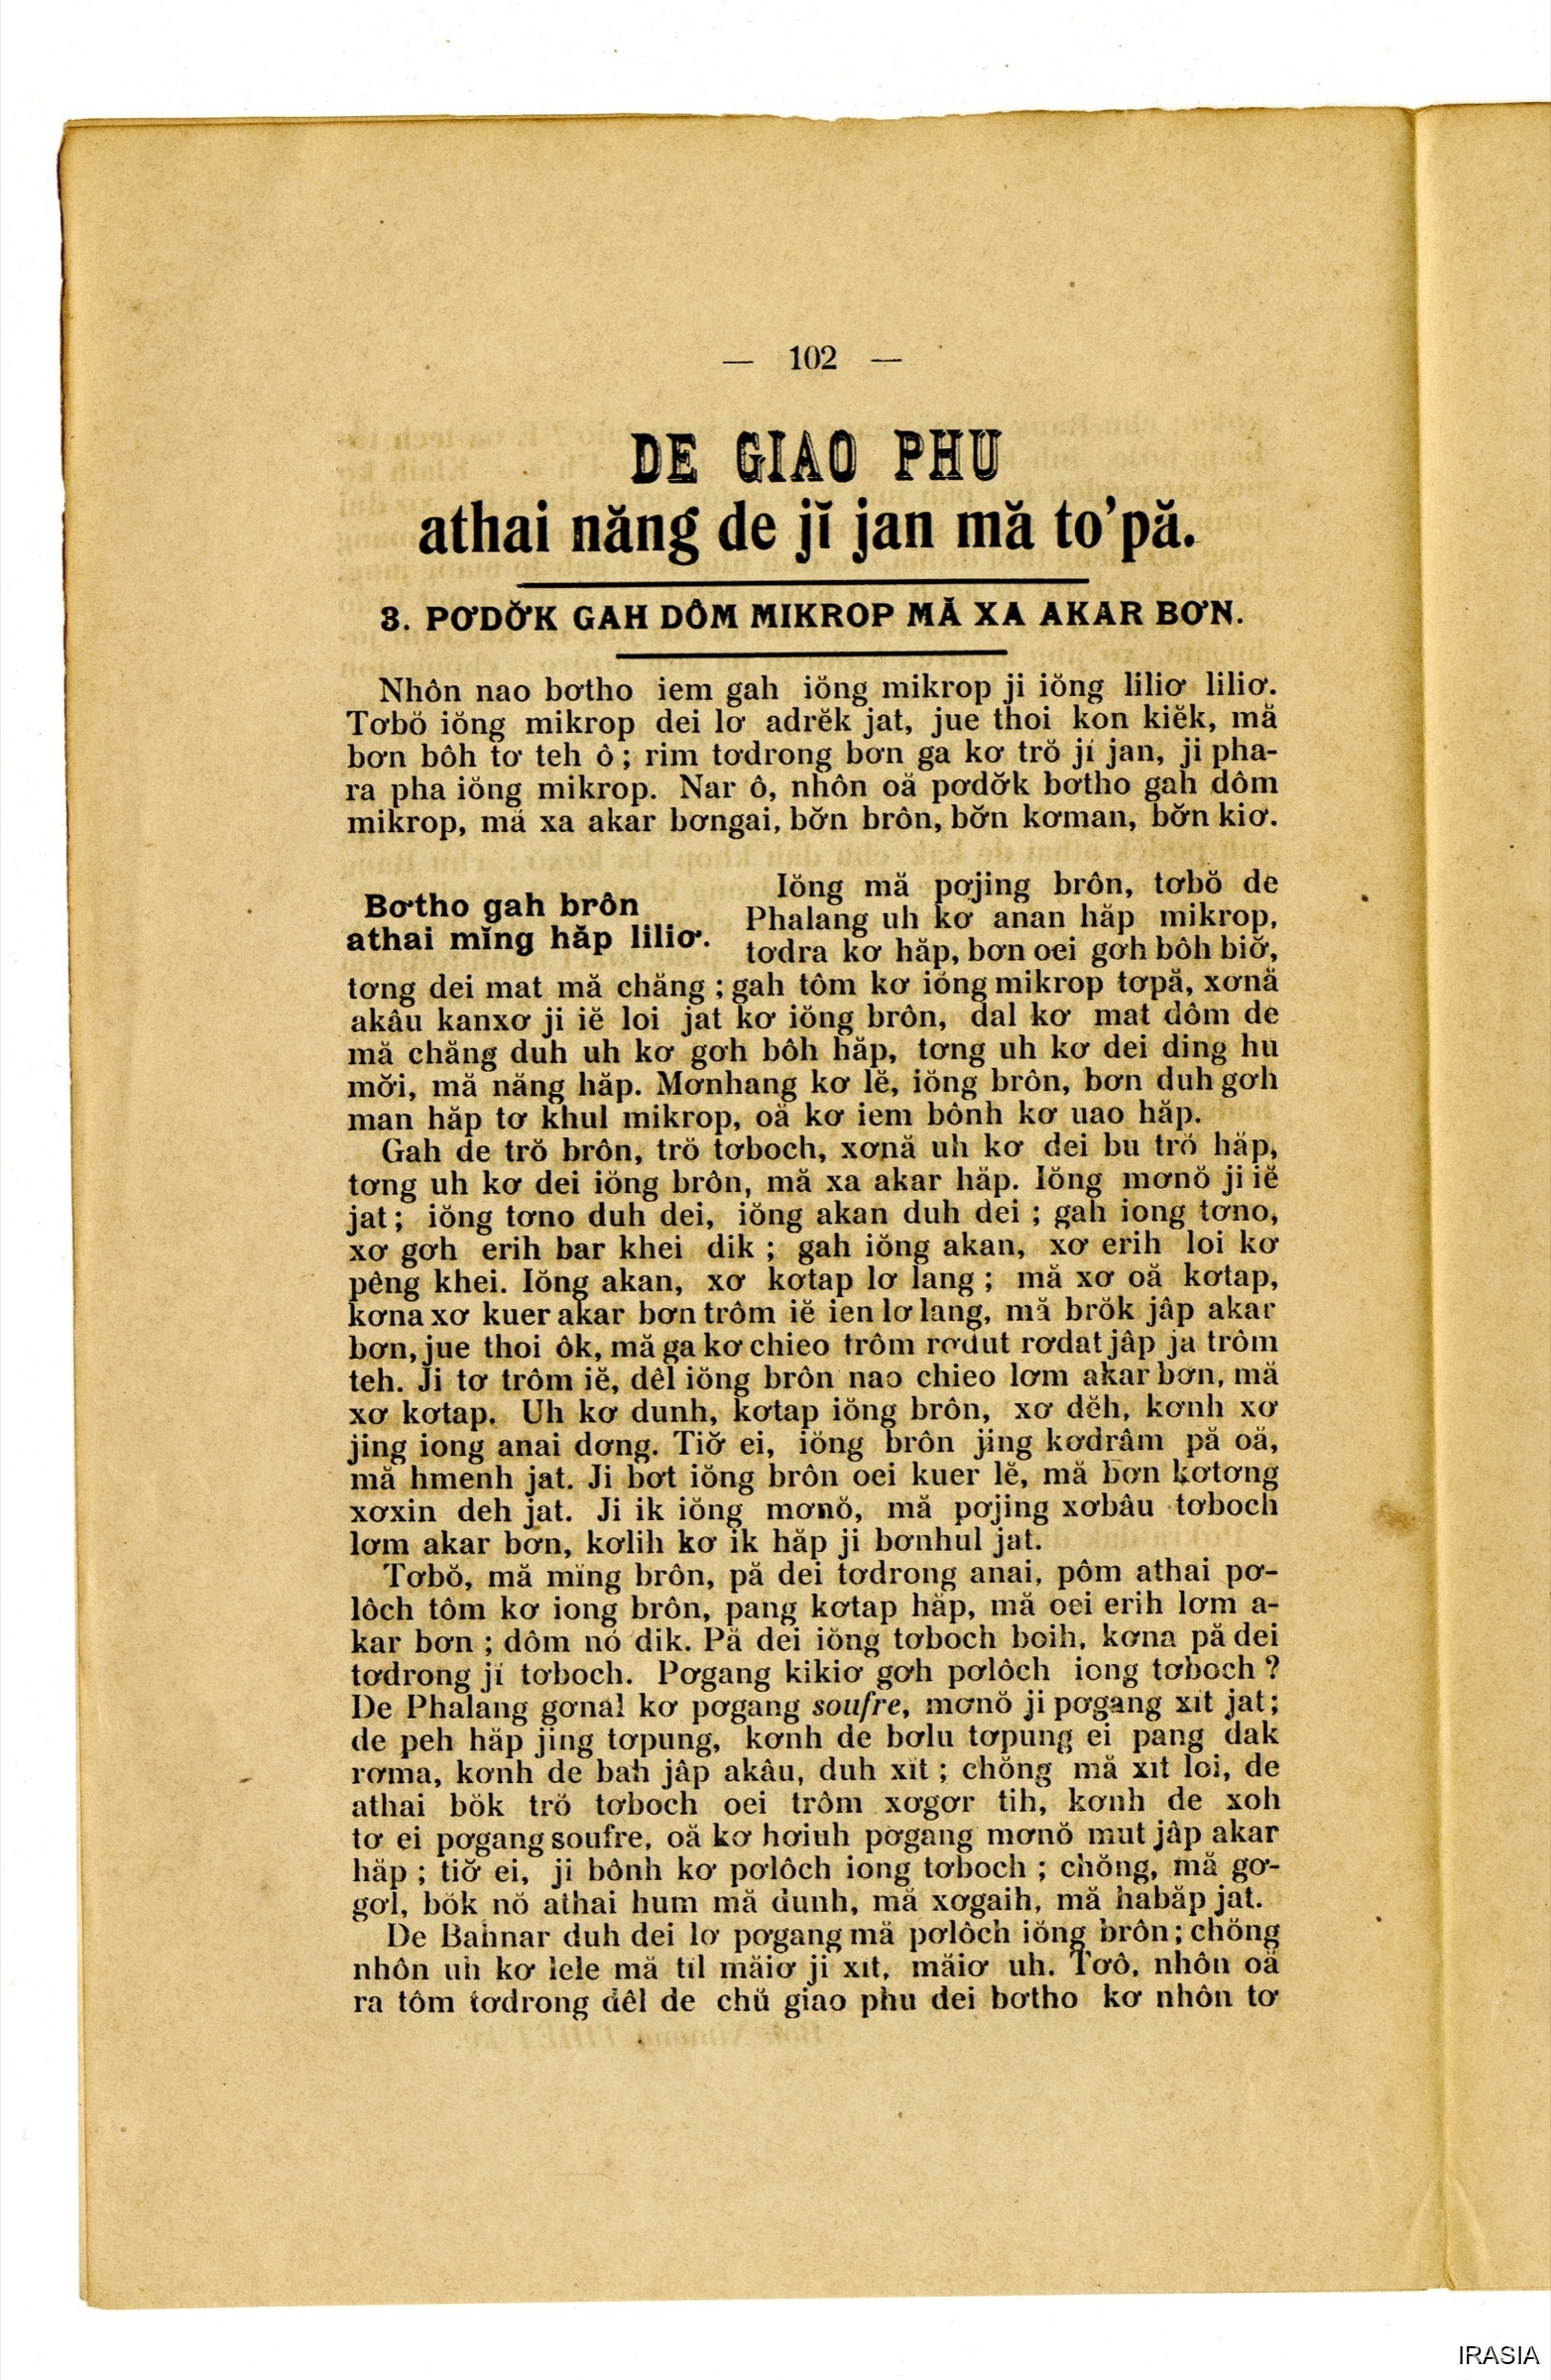 — 102 —
DE GIAO PHU
athai năng de jĭ jan mă tơ'pă.
3. PƠDƠ̆K GAH DÔM MIKROP MĂ XA AKAR BƠN.
Nhôn nao bơtho iem gah iŏng mikrop ji iŏng liliơ liliơ.
Tơbŏ iŏng mikrop dei lơ adrĕk jat, jue thoi kon kiĕk, mă
bơn bôh tơ teh ô ; rim tơdrong bơn ga kơ trŏ jí jan, ji pha-
ra pha iŏng mikrop. Nar ô, nhôn oă pơdơ̆k bơtho gah dôm
mikrop, mă xa akar bơngai, bơ̆n brôn, bơ̆n kơman, bơ̆n kiơ.
Bơtho gah brôn
athai mĭng hăp liliơ.
Iŏng mă pơjing brôn, tơbŏ de
Phalang uh kơ anan hăp mikrop,
tơdra kơ hăp, bơn oei gơh bôh biơ̆,
tơng dei mat mă chăng ; gah tôm kơ iŏng mikrop tơpă, xơnă
akâu kanxơ ji iĕ loi jat kơ iŏng brôn, dal kơ mat dôm de
mă chăng duh uh kơ gơh bôh hăp, tơng uh kơ dei ding hu
mơ̆i, mă năng hăp. Mơnhang kơ lĕ, iŏng brôn, bơn duh gơh
man hăp tơ khul mikrop, oă kơ iem bônh kơ uao hăp.
Gah de trŏ brôn, trŏ tơboch, xơnă uh kơ dei bu trŏ hăp,
tơng uh kơ dei iŏng brôn, mă xa akar hăp. Iŏng mơnŏ ji iĕ
jat ; iŏng tơno duh dei, iŏng akan duh dei ; gah iong tơno,
xơ gơh erih bar khei dik ; gah iŏng akan, xơ erih loi kơ
pêng khei. Iŏng akan, xơ kơtap lơ lang ; mă xơ oă kơtap,
kơna xơ kuer akar bơn trôm iĕ ien lơ lang, mă brŏk jâp akar
bơn, jue thoi ôk, mă ga kơ chieo trôm rơdut rơdat jâp ja trôm
teh. Ji tơ trôm iĕ, dêl iŏng brôn nao chieo lơm akar bơn, mă
xơ kơtap. Uh kơ dunh, kơtap iŏng brôn, xơ dĕh, kơnh xơ
jing iong anai dơng. Tiơ̆ ei, iŏng brôn jing kơdrâm pă oă,
mă hmenh jat. Ji bơt iŏng brôn oei kuer lĕ, mă bơn kơtơng
xơxin deh jat. Ji ik iŏng mơnŏ, mă pơjing xơbâu tơboch
lơm akar bơn, kơlih kơ ik hăp ji bơnhul jat.
Tơbŏ, mă mĭng brôn, pă dei tơdrong anai, pôm athai pơ-
lôch tôm kơ iong brôn, pang kơtap hăp, mă oei erih lơm a-
kar bơn ; dôm nŏ dik. Pă dei iŏng tơboch boih, kơna pă dei
tơdrong jí tơboch. Pơgang kikiơ gơh pơlôch iong tơboch ?
De Phalang gơnal kơ pơgang soufre, mơnŏ ji pơgang xĭt jat ;
de peh hăp jing tơpung, kơnh de bơlu tơpung ei pang dak
rơma, kơnh de bah jâp akâu, duh xĭt ; chŏng mă xĭt loi, de
athai bŏk trŏ tơboch oei trôm xơgơr tih, kơnh de xoh
tơ ei pơgang soufre, oă kơ hơiuh pơgang mơnŏ mut jâp akar
hăp ; tiơ̆ ei, ji bônh kơ pơlôch iong tơboch ; chŏng, mă gơ-
gơl, bŏk nŏ athai hum mă dunh, mă xơgaih, mă habăp jat.
De Bahnar duh dei lơ pơgang mă pơlôch iŏng brôn ; chŏng
nhôn uh kơ lele mă til măiơ ji xĭt, măiơ uh. Tơô, nhôn oă
ra tôm tơdrong dêl de chŭ giao phu dei bơtho kơ nhôn tơ
IRASIA